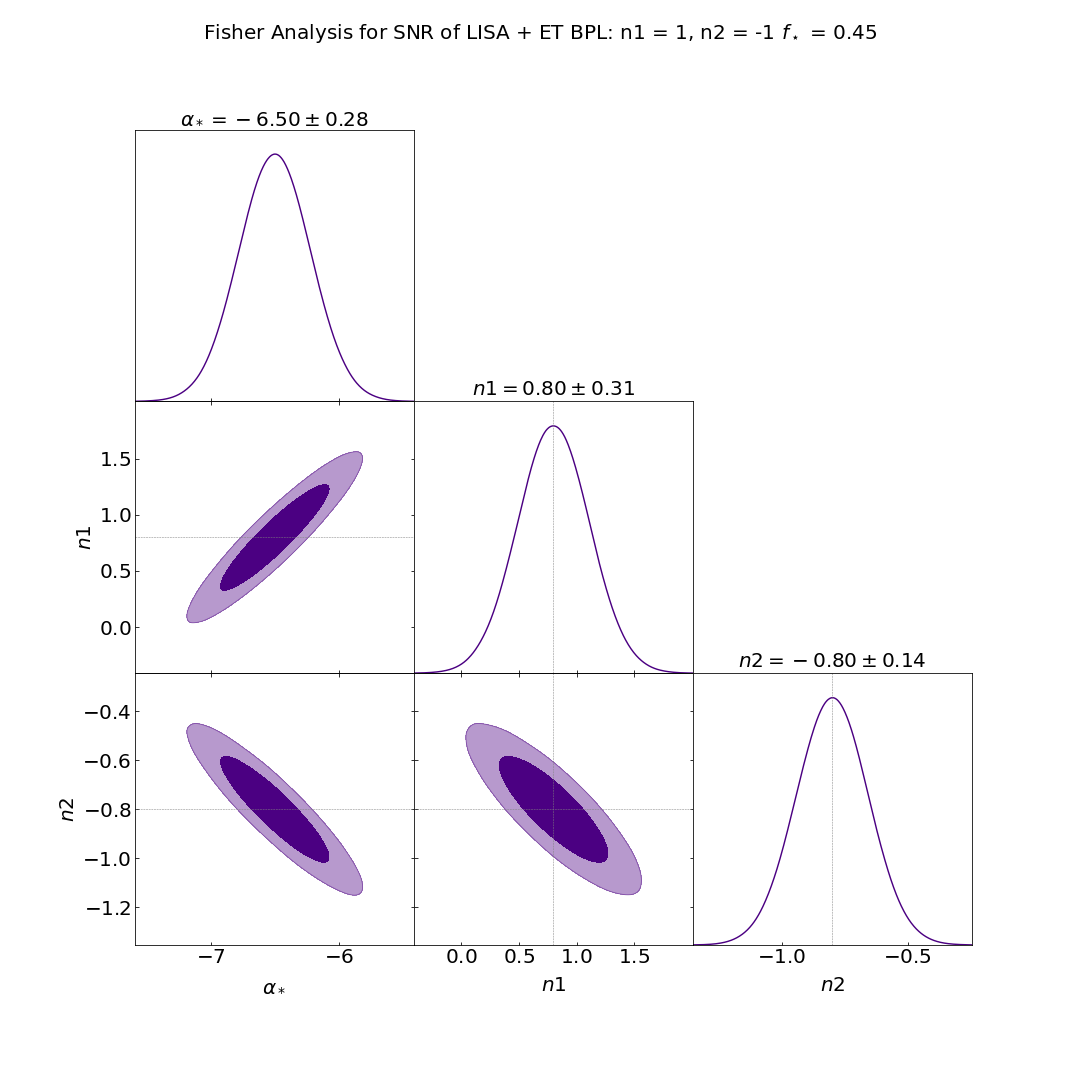 Fisher Analysis for SNR of LISA + ET BPL: n1 = 1, n2 = -1 f⋆ = 0.45
α* = −6.50 ± 0.28
n1 = 0.80 ± 0.31
1.5
1.0
0.5
0.0
n1
n2 = −0.80 ± 0.14
−0.4
−0.6
−0.8
−1.0
−1.2
n2
−7 −6 0.0 0.5 1.0 1.5 −1.0 −0.5
α* n1 n2